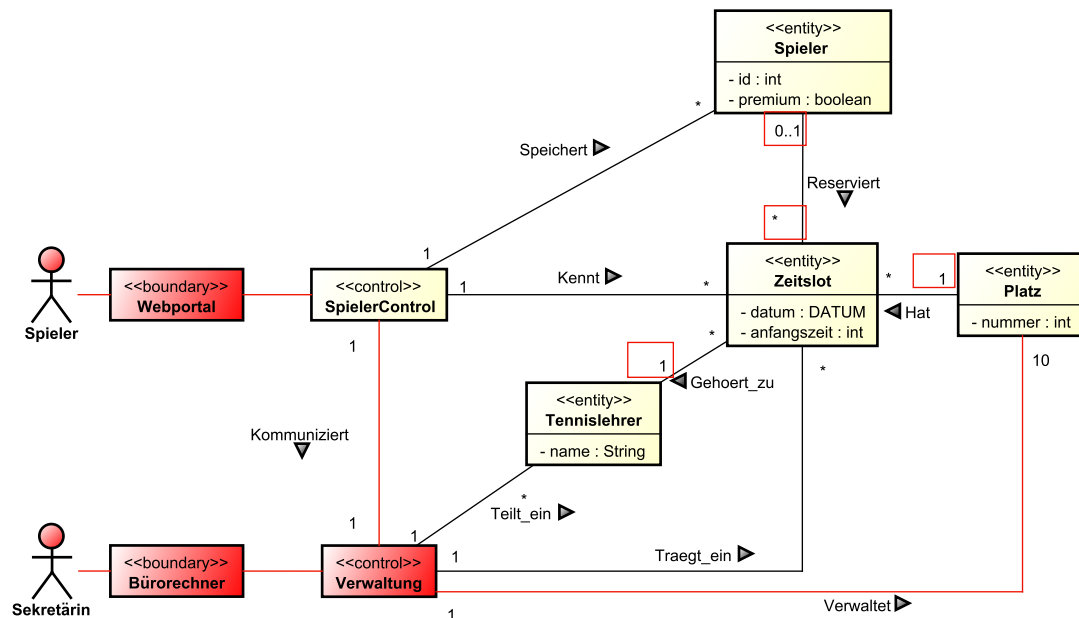 <<entity>>
Spieler
- id : int
- premium : boolean
*
0..1
Speichert
Reserviert
*
1
<<entity>>
Zeitslot
- datum : DATUM
- anfangszeit : int
<<boundary>>
Webportal
<<control>>
SpielerControl
1
Kennt
*
*
1
<<entity>>
Platz
- nummer : int
Hat
Spieler
1
*
1
Gehoert_zu
*
10
<<entity>>
Tennislehrer
- name : String
Kommuniziert
*
Teilt_ein
1
1
<<boundary>>
Bürorechner
<<control>>
Verwaltung
1
Traegt_ein
Sekretärin
1
Verwaltet